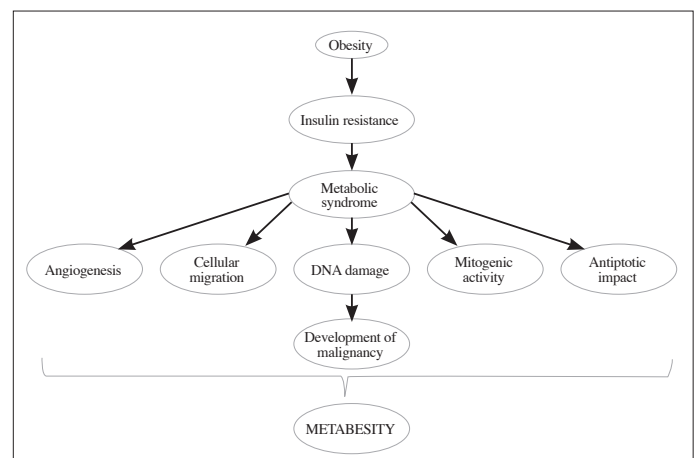 Obesity
Insulin resistance
Metabolic
syndrome
Angiogenesis
Cellular
migration
DNA damage
Mitogenic
activity
Antiptotic
impact
Development of
malignancy
METABESITY